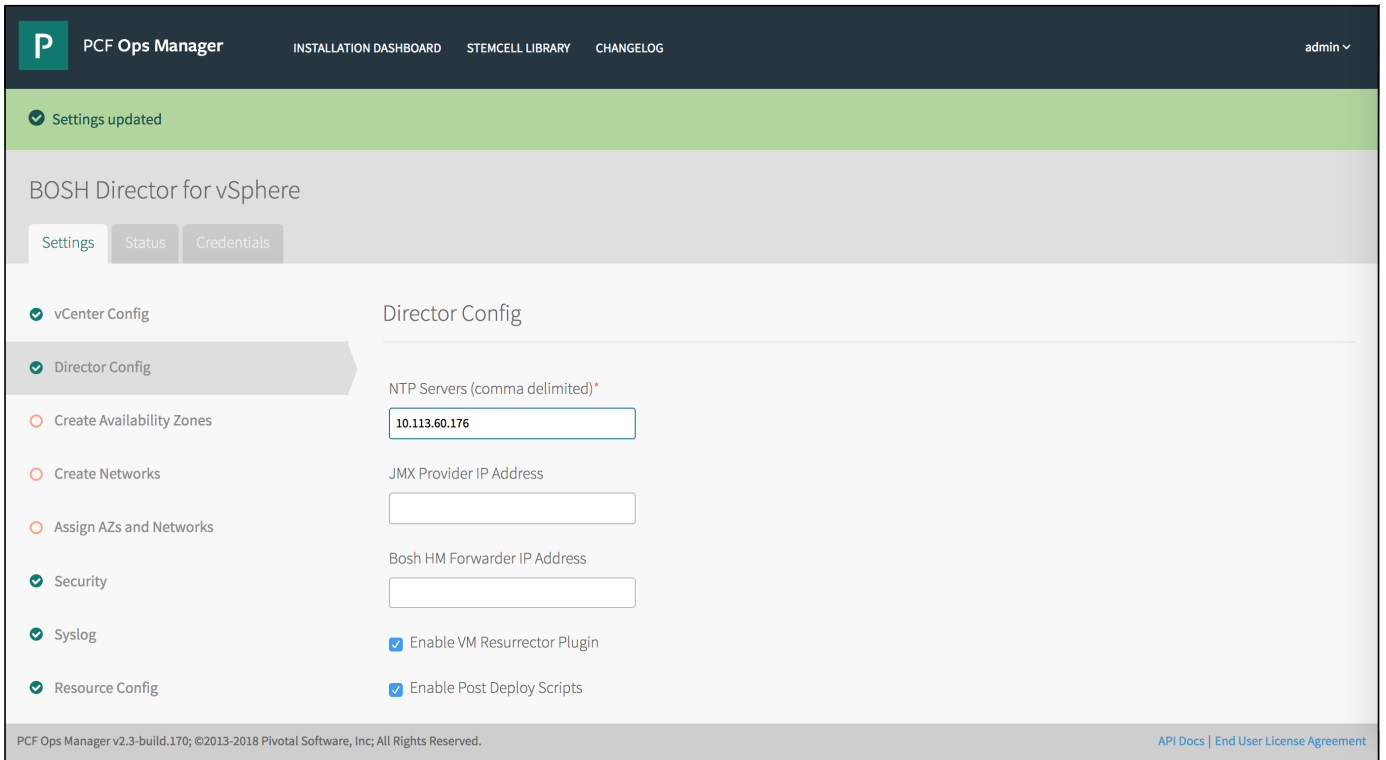 P PCF Ops Manager INSTALLATION DASHBOARD STEMCELL LIBRARY CHANGELOG admin
Settings updated
BOSH Director for vSphere
Settings Status Credentials
vCenter Config
Director Config
Create Availability Zones
Create Networks
Assign AZs and Networks
Security
Syslog
Resource Config
Director Config
NTP Servers (comma delimited)*
10.113.60.176
JMX Provider IP Address
Bosh HM Forwarder IP Address
Enable VM Resurrector Plugin
Enable Post Deploy Scripts
PCF Ops Manager v2.3-build.170; ©2013-2018 Pivotal Software, Inc; All Rights Reserved. API Docs | End User License Agreement